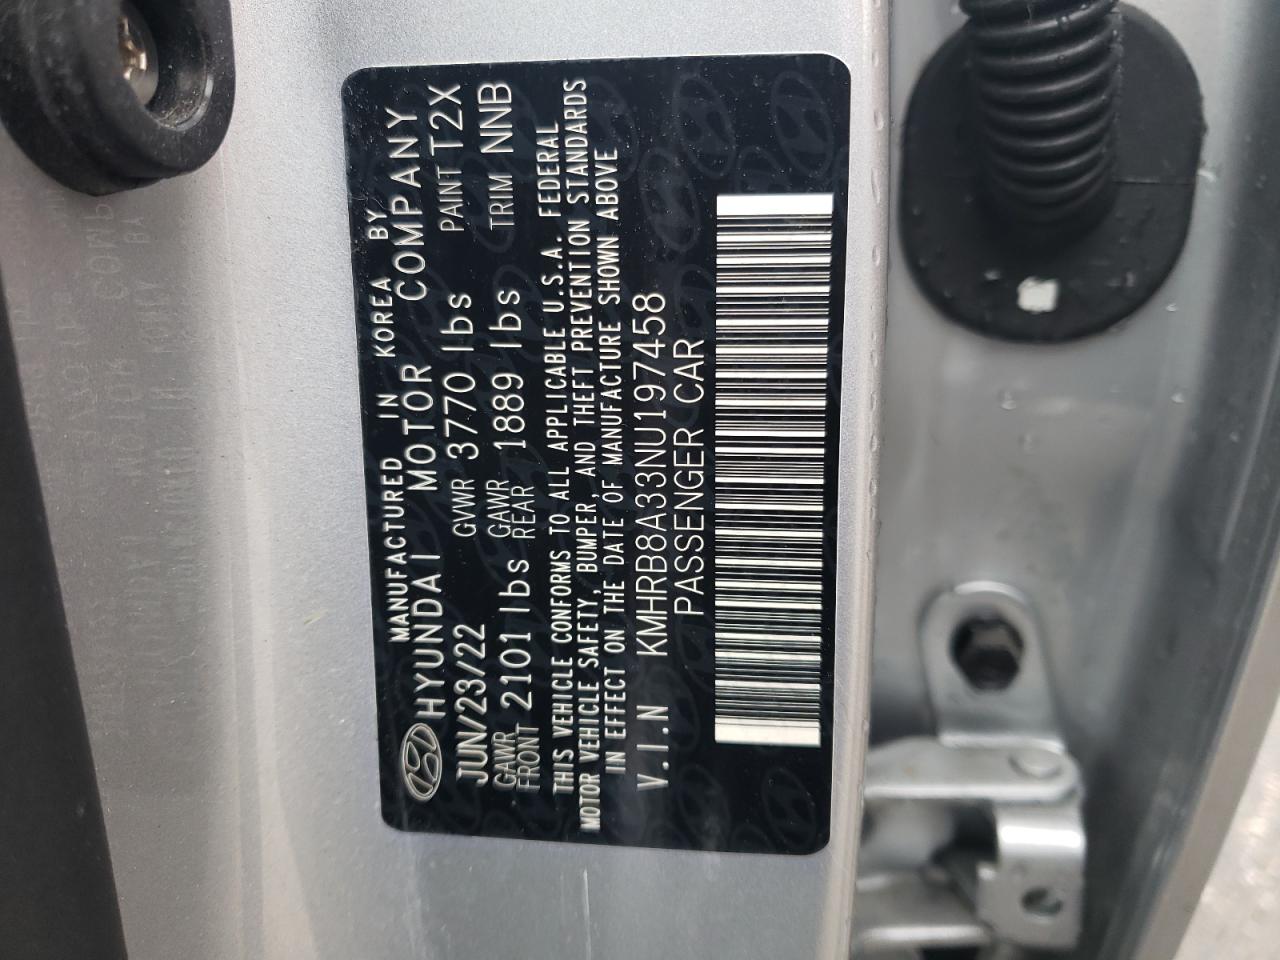 MANUFACTURED IN KOREA BY
HYUNDAI MOTOR COMPANY
JUN/23/22 GVWR 3770 lbs PAINT T2X
GAWR FRONT 2101 lbs GAWR REAR 1889 lbs TRIM NNB
THIS VEHICLE CONFORMS TO ALL APPLICABLE U.S.A. FEDERAL
MOTOR VEHICLE SAFETY, BUMPER, AND THEFT PREVENTION STANDARDS
IN EFFECT ON THE DATE OF MANUFACTURE SHOWN ABOVE
V.I.N KMHRB8A33NU197458
PASSENGER CAR